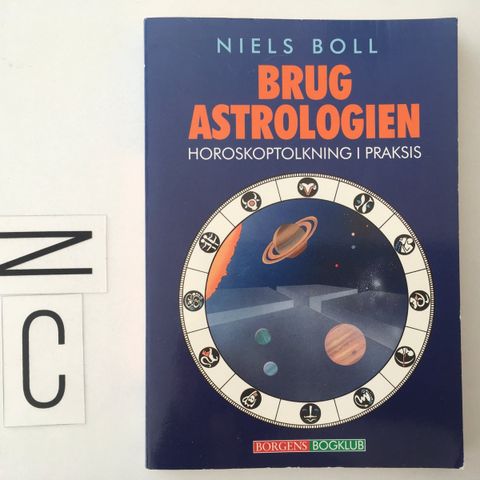 NIELS BOLL
BRUG
ASTROLOGIEN
HOROSKOPTOLKNING I PRAKSIS
BORGENS BOGKLUB
Z
C